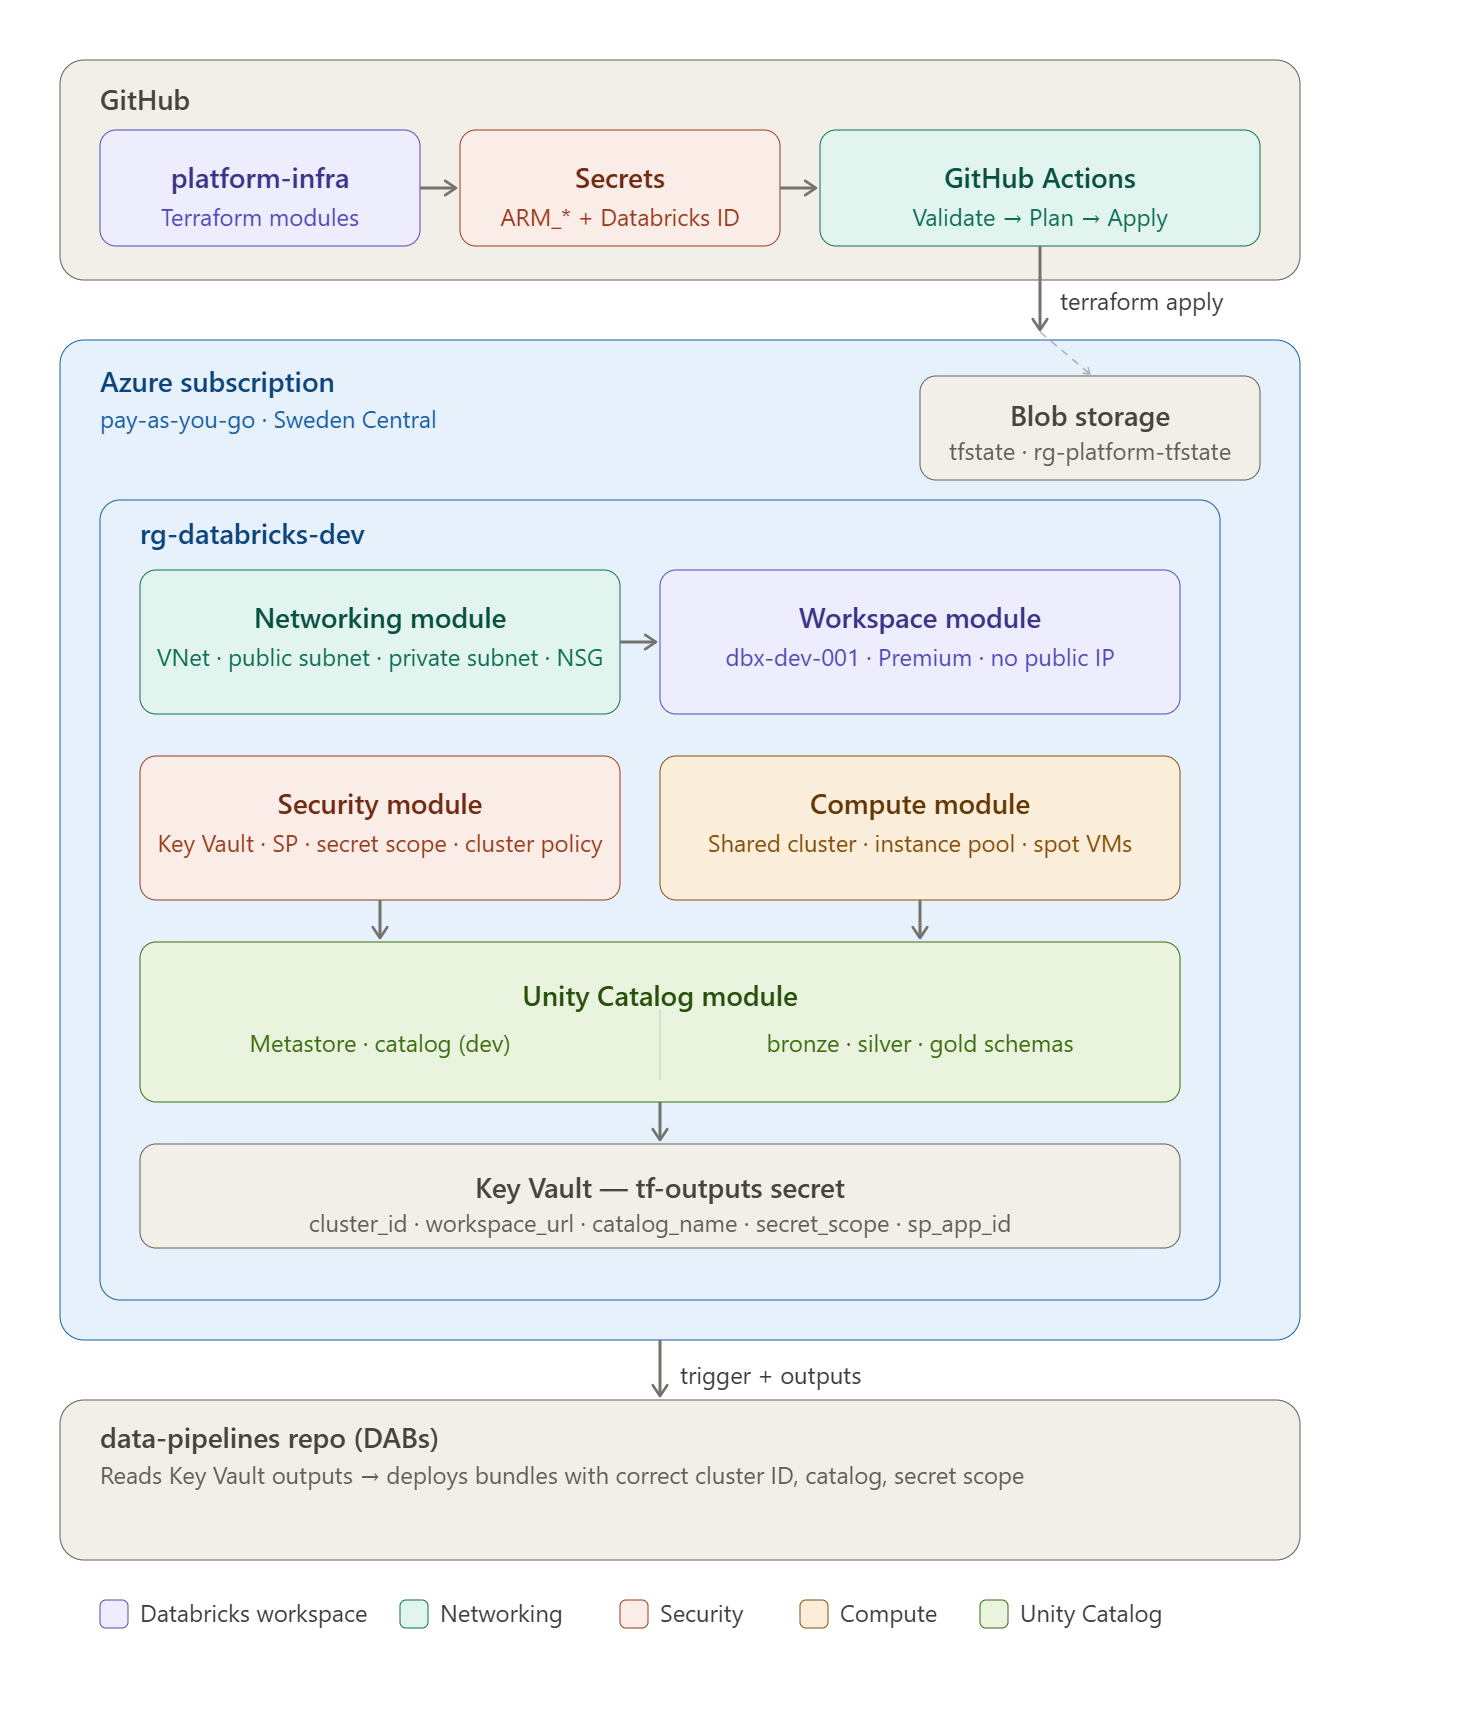 GitHub
platform-infra
Terraform modules
Secrets
ARM_* + Databricks ID
GitHub Actions
Validate → Plan → Apply
terraform apply
Azure subscription
pay-as-you-go · Sweden Central
Blob storage
tfstate · rg-platform-tfstate
rg-databricks-dev
Networking module
VNet · public subnet · private subnet · NSG
Workspace module
dbx-dev-001 · Premium · no public IP
Security module
Key Vault · SP · secret scope · cluster policy
Compute module
Shared cluster · instance pool · spot VMs
Unity Catalog module
Metastore · catalog (dev)
bronze · silver · gold schemas
Key Vault — tf-outputs secret
cluster_id · workspace_url · catalog_name · secret_scope · sp_app_id
trigger + outputs
data-pipelines repo (DABs)
Reads Key Vault outputs → deploys bundles with correct cluster ID, catalog, secret scope
Databricks workspace
Networking
Security
Compute
Unity Catalog